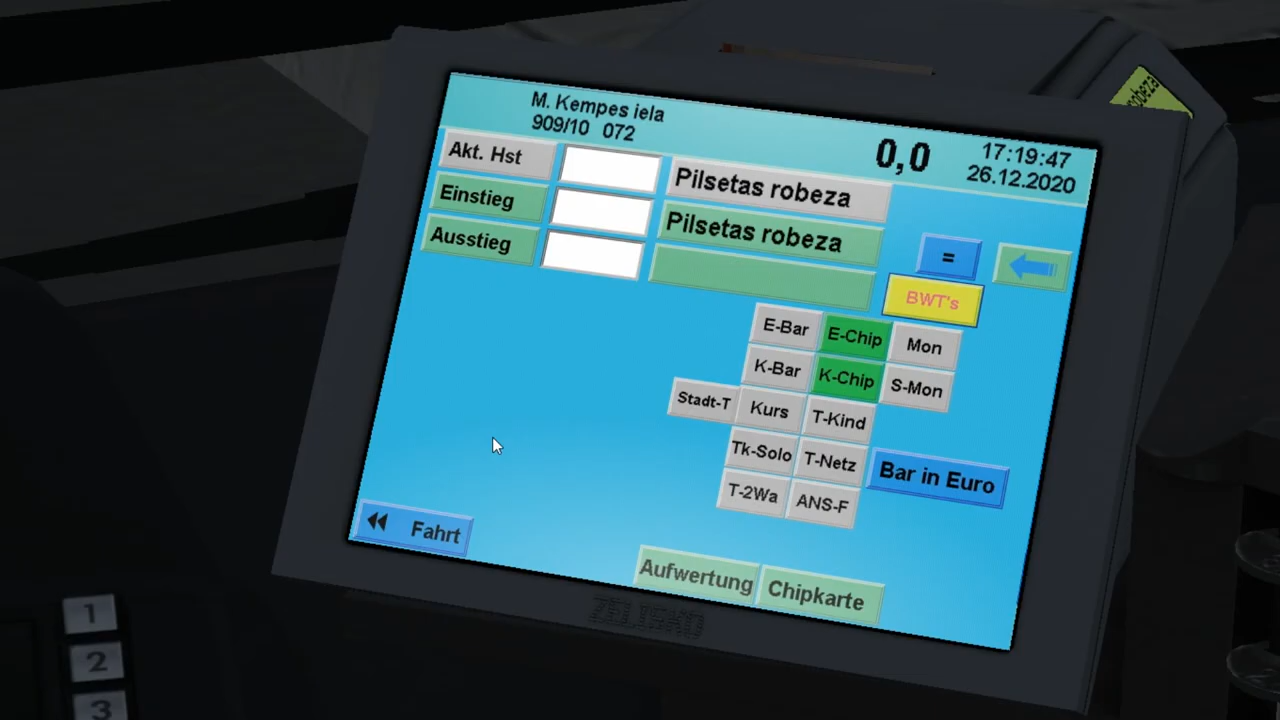 M. Kempes iela
909/10 072
0,0
17:19:47
26.12.2020
Akt. Hst
Pilsetas robeza
Einstieg
Pilsetas robeza
Ausstieg
=
BWT's
E-Bar E-Chip Mon
K-Bar K-Chip S-Mon
Stadt-T Kurs T-Kind
Tk-Solo T-Netz
Bar in Euro
T-2Wa ANS-F
Fahrt
Aufwertung Chipkarte
ZELISKO
1
2
3